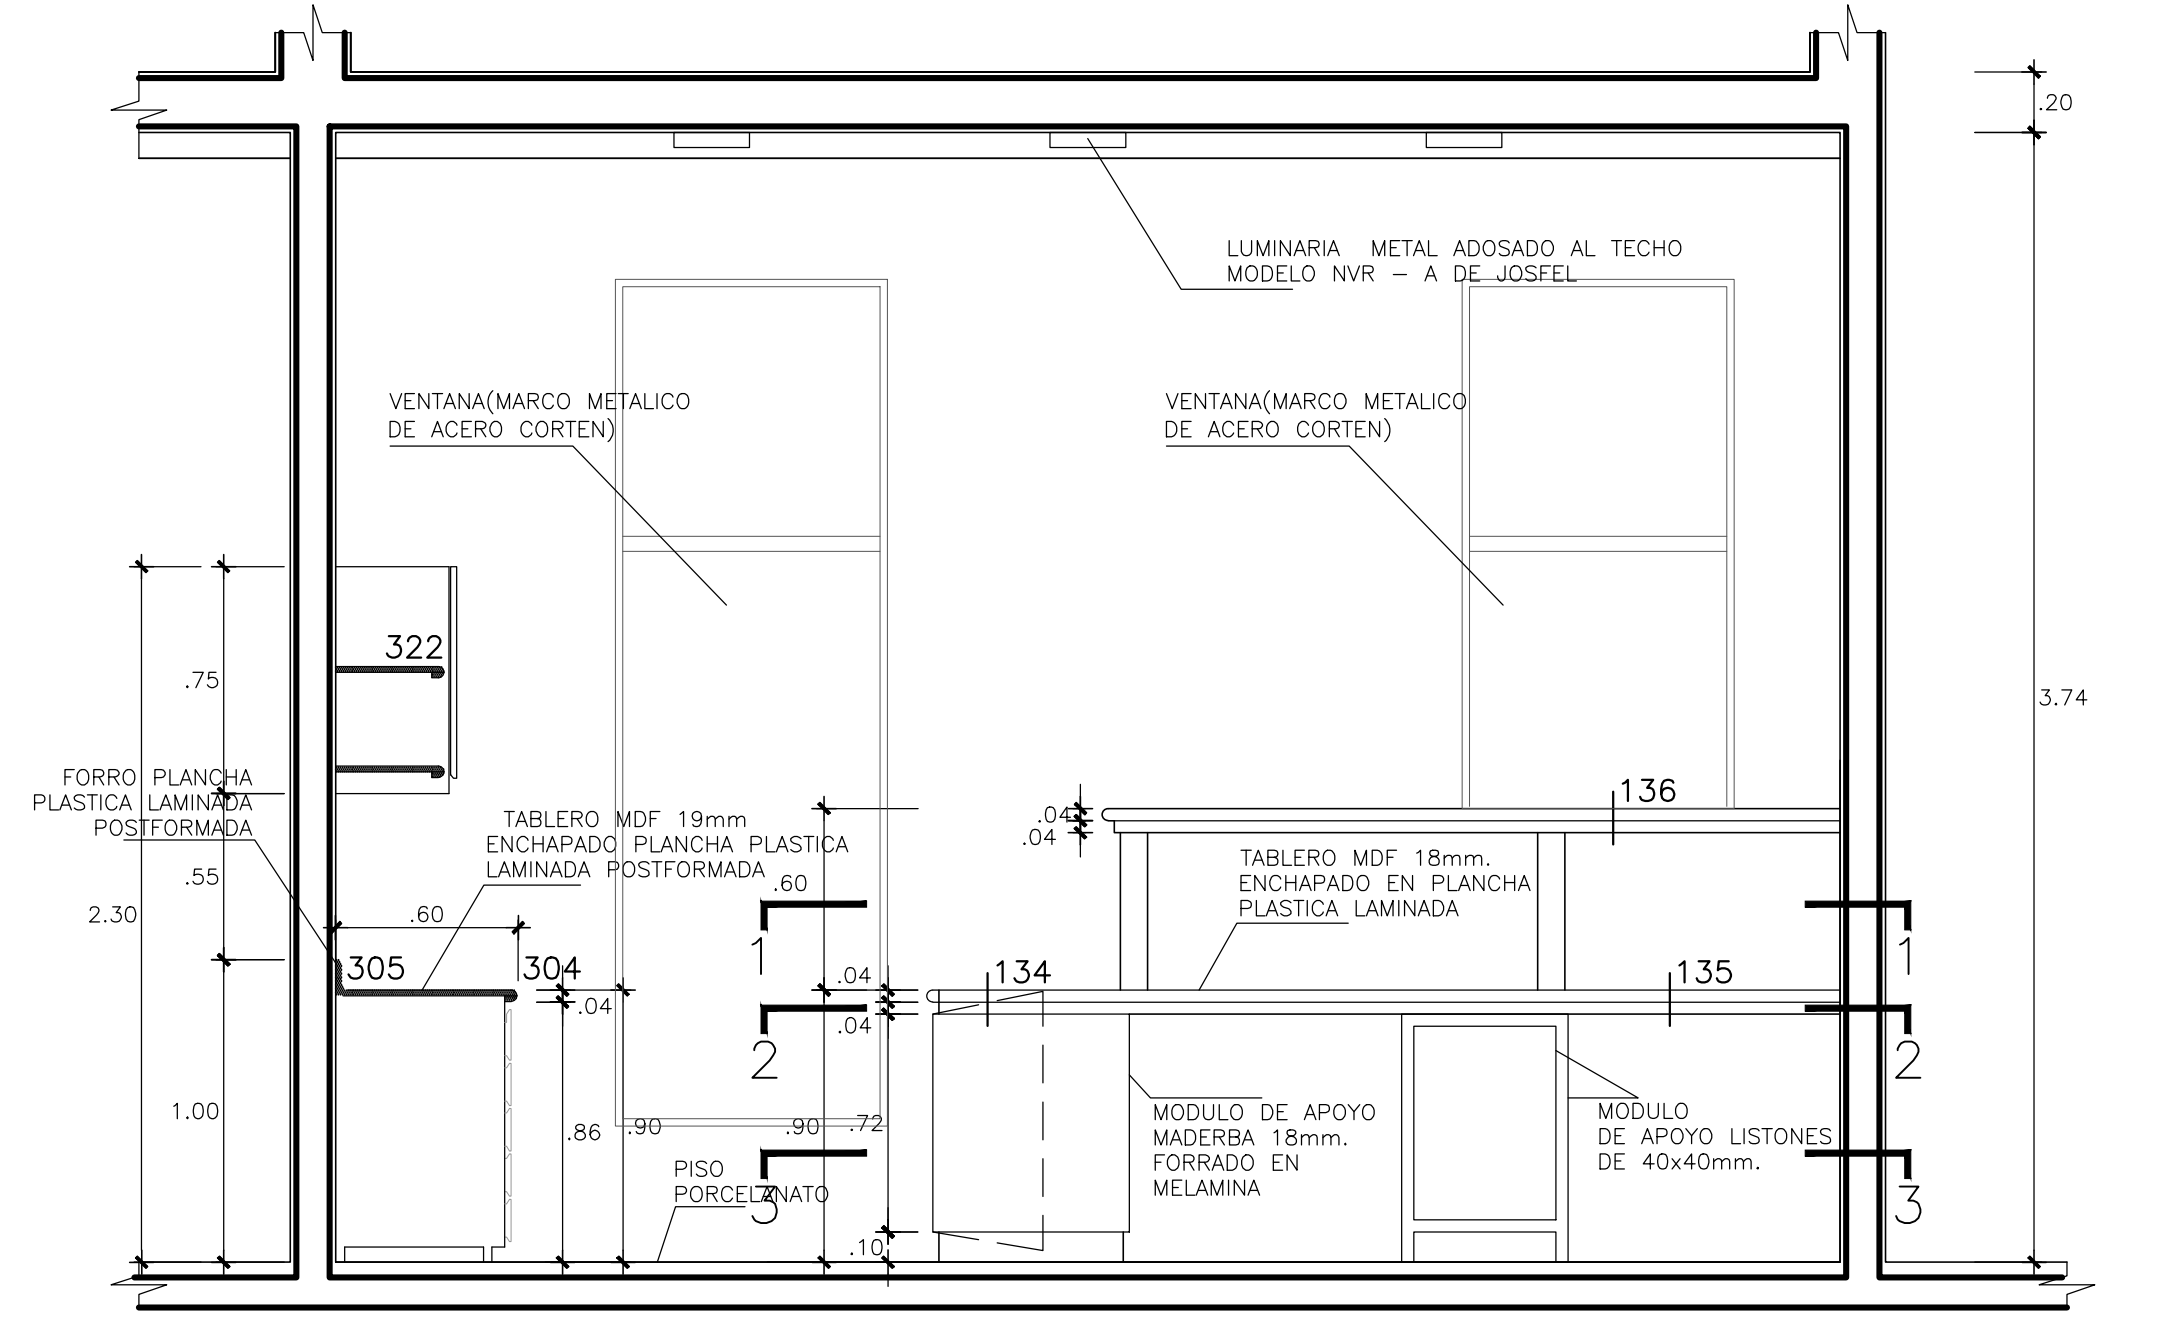 .20
LUMINARIA METAL ADOSADO AL TECHO
MODELO NVR - A DE JOSFEL
VENTANA(MARCO METALICO
DE ACERO CORTEN)
VENTANA(MARCO METALICO
DE ACERO CORTEN)
322
.75
3.74
FORRO PLANCHA
PLASTICA LAMINADA
POSTFORMADA
TABLERO MDF 19mm
ENCHAPADO PLANCHA PLASTICA
LAMINADA POSTFORMADA
136
.04
.04
TABLERO MDF 18mm.
ENCHAPADO EN PLANCHA
PLASTICA LAMINADA
.55
.60
2.30
.60
1
1
305
304
.04
134
135
.04
.04
2
2
1.00
.86
.90
.90
.72
MODULO DE APOYO
MADERBA 18mm.
FORRADO EN
MELAMINA
MODULO
DE APOYO LISTONES
DE 40x40mm.
PISO
PORCELANATO
3
3
.10